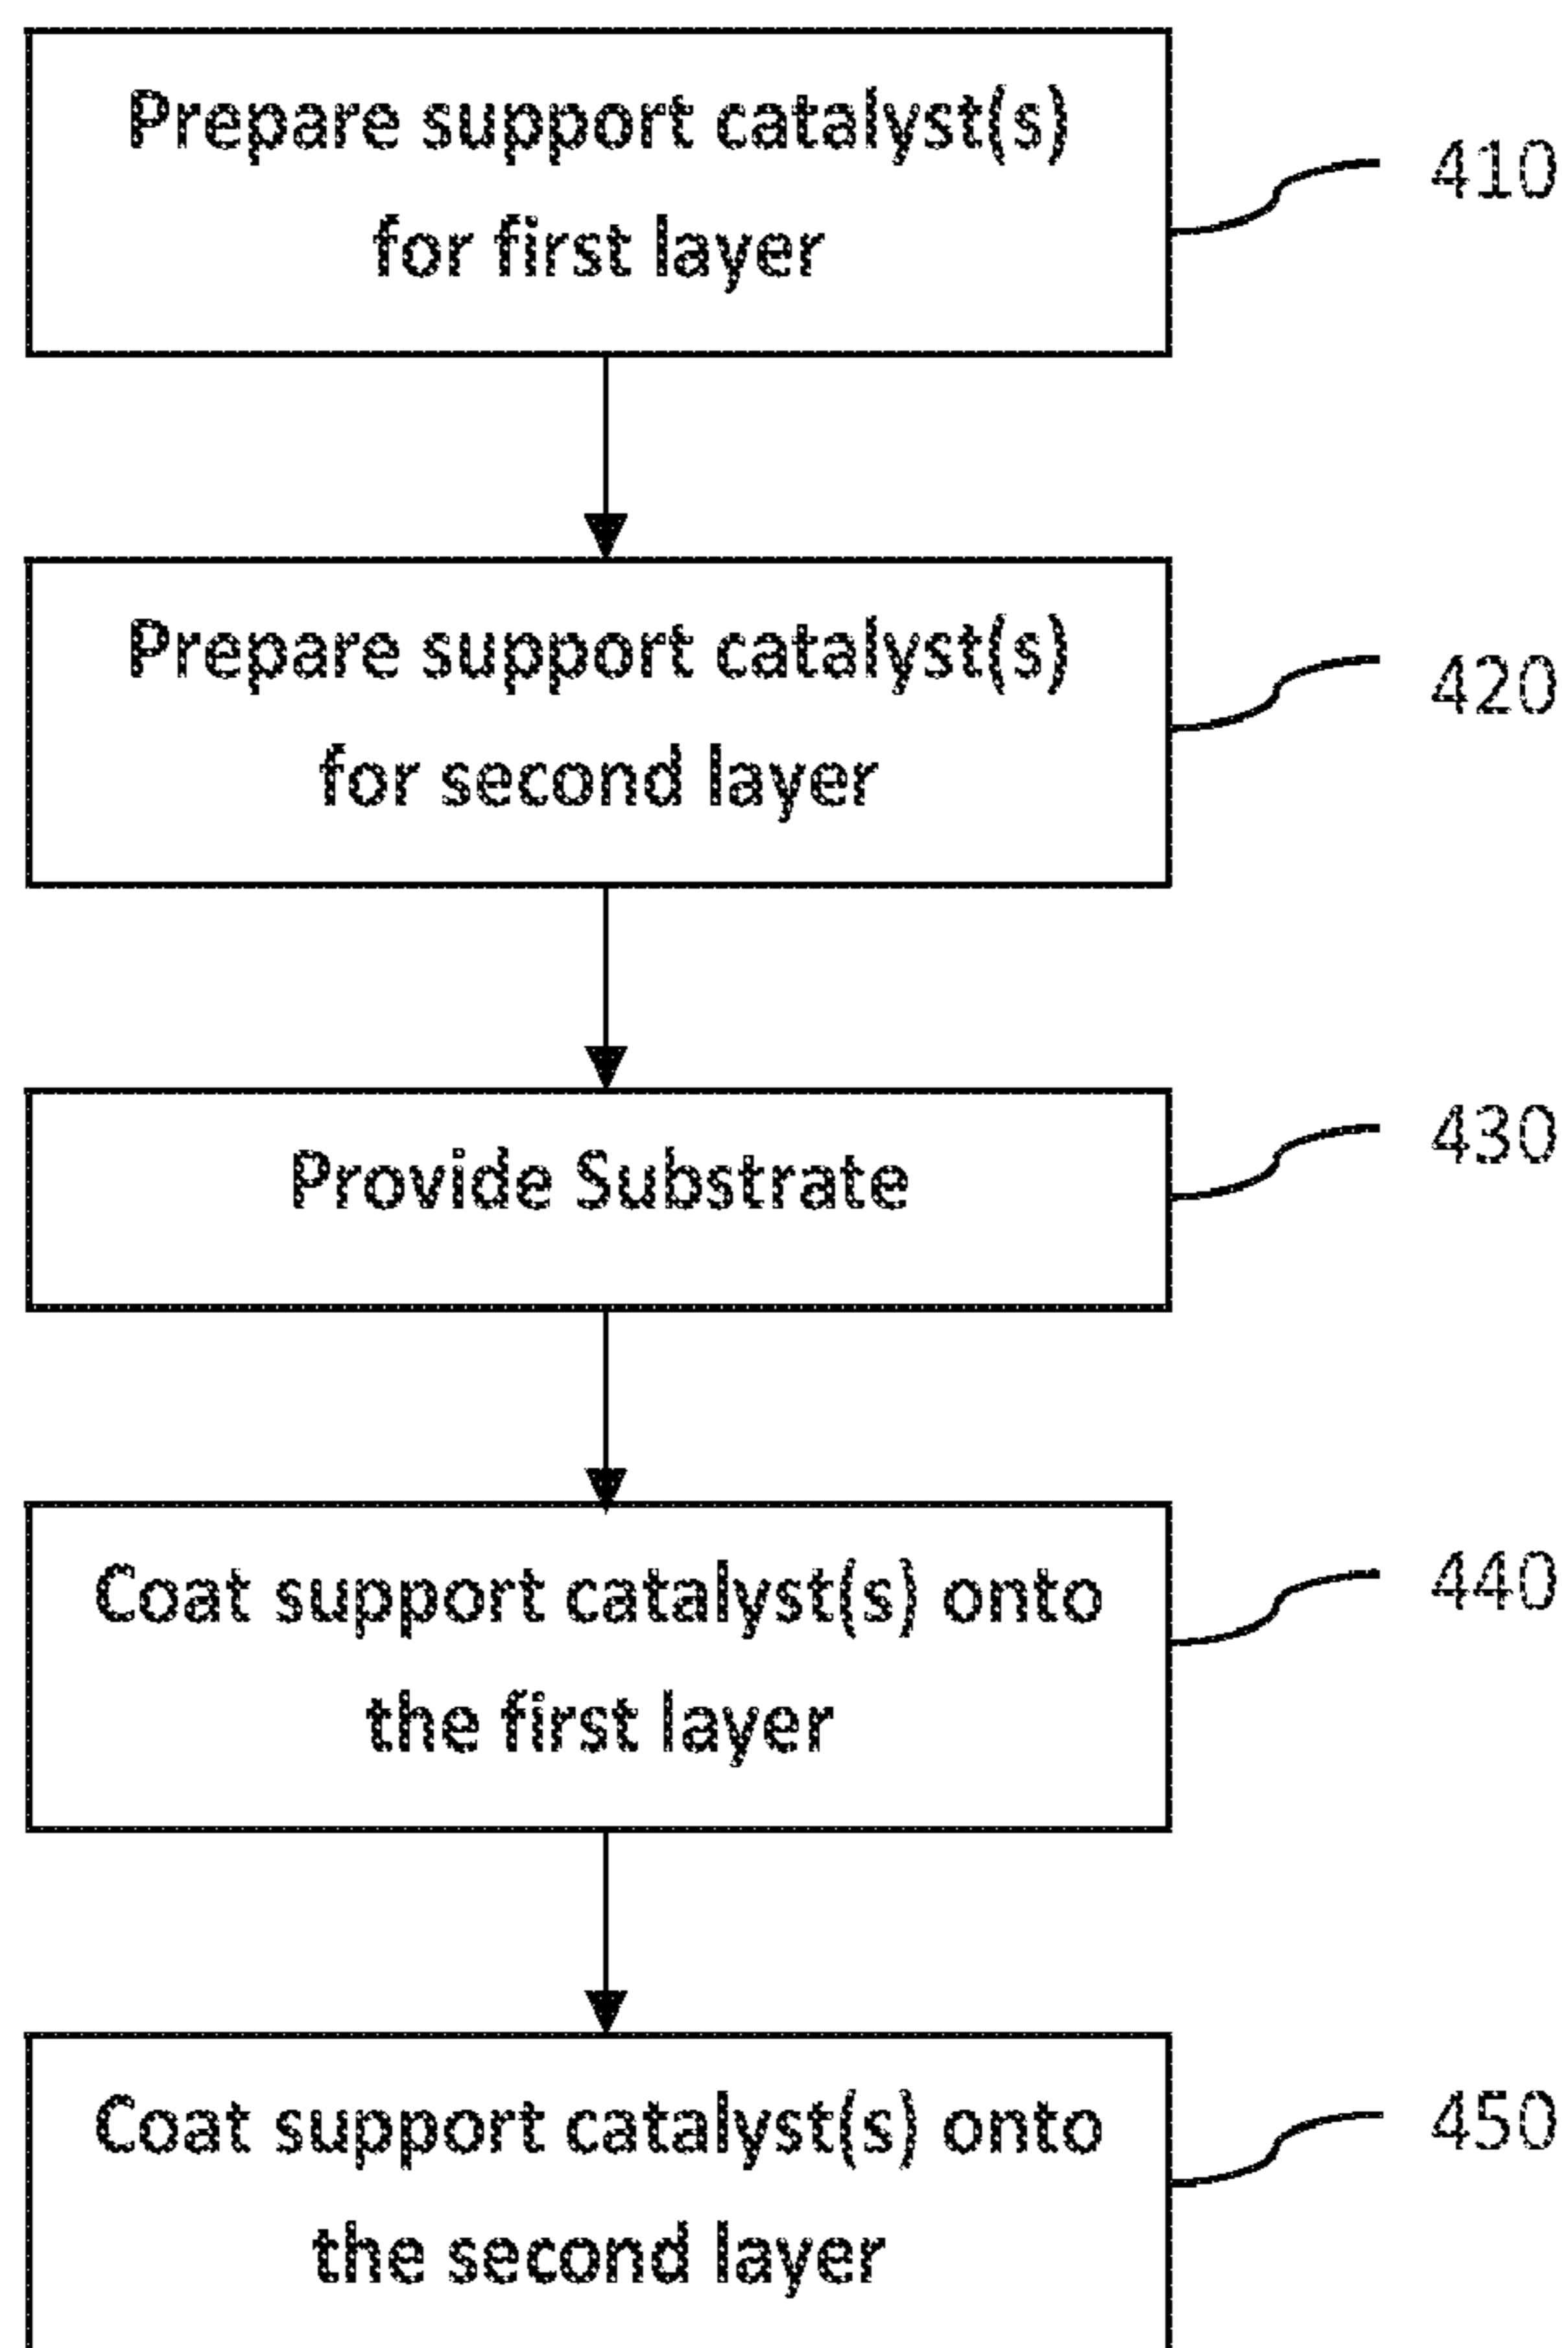 Prepare support catalyst(s)
for first layer
410
Prepare support catalyst(s)
for second layer
420
Provide Substrate
430
Coat support catalyst(s) onto
the first layer
440
Coat support catalyst(s) onto
the second layer
450